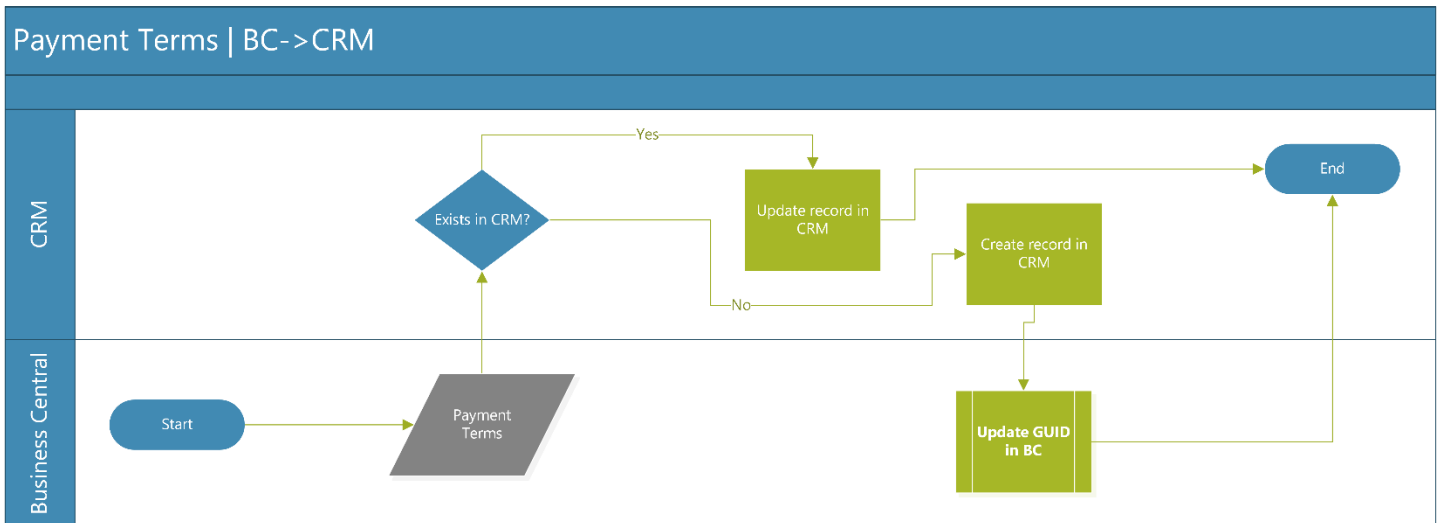 Payment Terms | BC->CRM
CRM
Yes
End
Exists in CRM?
Update record in
CRM
Create record in
CRM
No
Business Central
Start
Payment
Terms
Update GUID
in BC